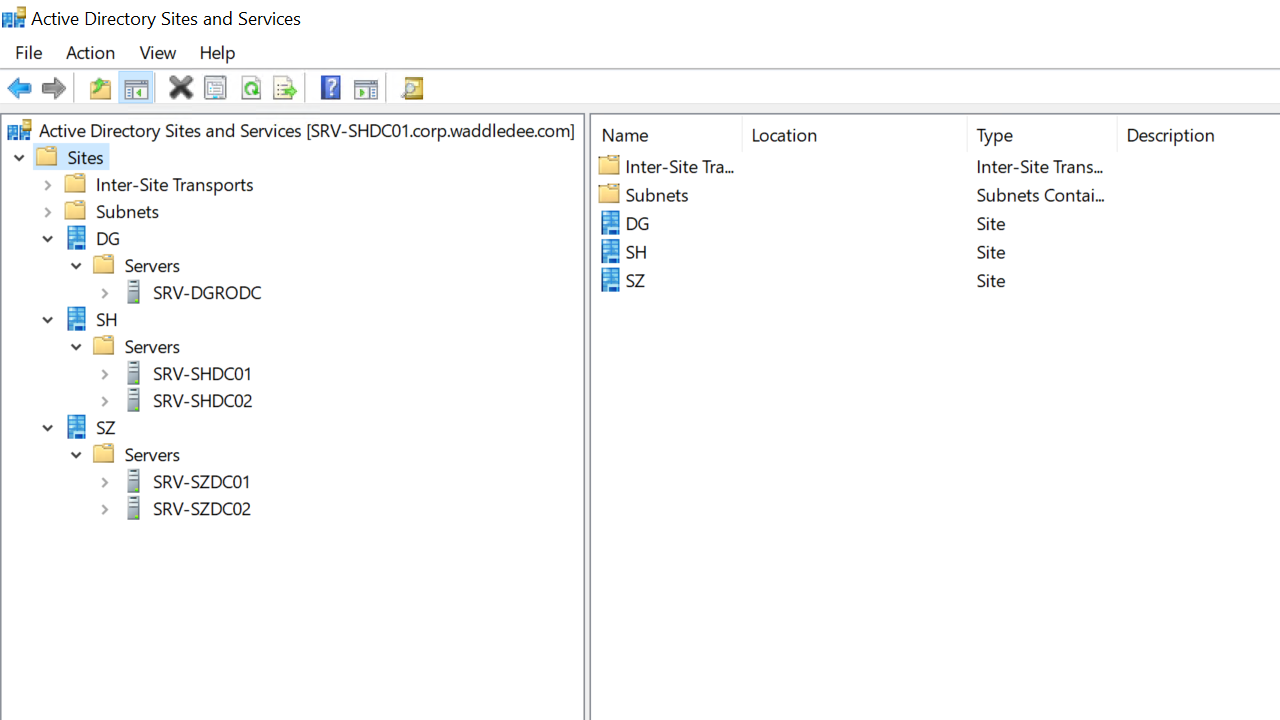 Active Directory Sites and Services
File Action View Help
Active Directory Sites and Services [SRV-SHDC01.corp.waddledee.com]
Sites
Inter-Site Transports
Subnets
DG
Servers
SRV-DGRODC
SH
Servers
SRV-SHDC01
SRV-SHDC02
SZ
Servers
SRV-SZDC01
SRV-SZDC02
Name Location Type Description
Inter-Site Tra... Inter-Site Trans...
Subnets Subnets Contai...
DG Site
SH Site
SZ Site